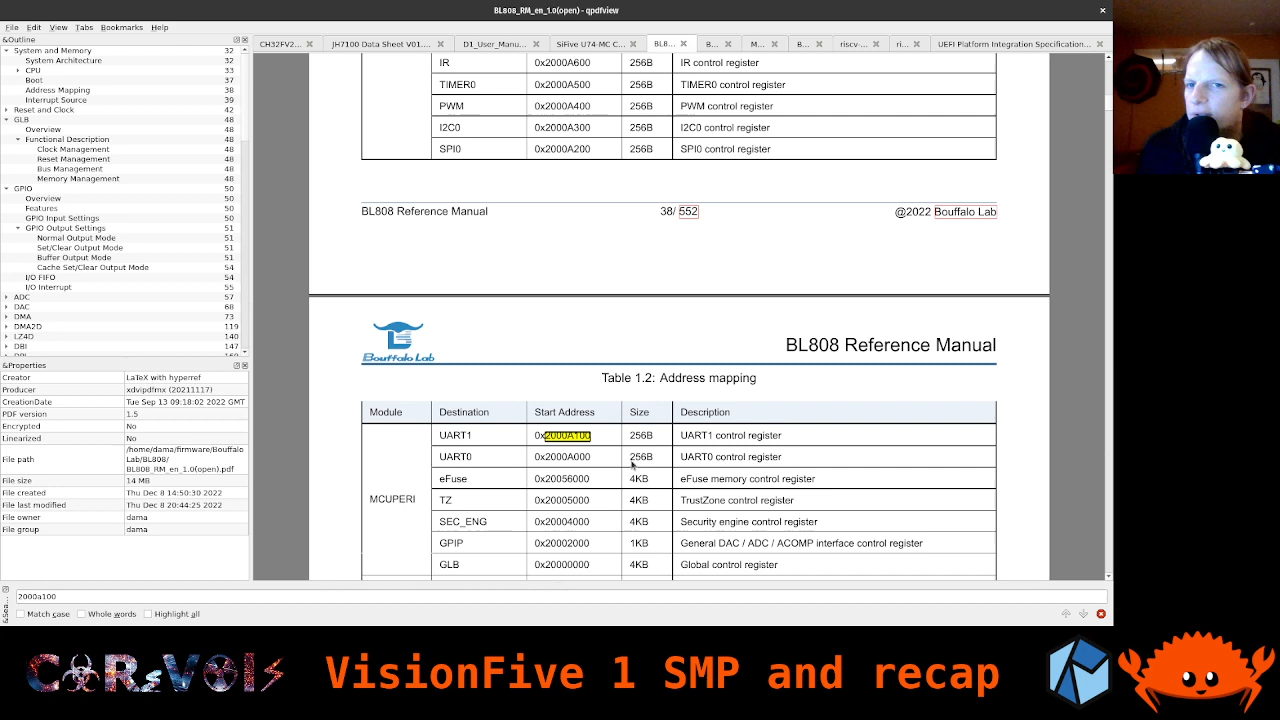 BL808_RM_en_1.0(open) - qpdfview
File Edit View Tabs Bookmarks Help
&Outline
CH32FV2...
JH7100 Data Sheet V01....
D1_User_Manu...
SiFive U74-MC C...
BL8...
B...
M...
B...
riscv-...
ri...
UEFI Platform Integration Specification...
System and Memory 32
System Architecture 32
CPU 33
Boot 37
Address Mapping 38
Interrupt Source 39
Reset and Clock 42
GLB 48
Overview 48
Functional Description 48
Clock Management 48
Reset Management 48
Bus Management 48
Memory Management 48
GPIO 50
Overview 50
Features 50
GPIO Input Settings 50
GPIO Output Settings 51
Normal Output Mode 51
Set/Clear Output Mode 51
Buffer Output Mode 51
Cache Set/Clear Output Mode 54
I/O FIFO 54
I/O Interrupt 55
ADC 57
DAC 68
DMA 73
DMA2D 119
LZ4D 140
DBI 147
&Properties
Creator LaTeX with hyperref
Producer xdvipdfmx (20211117)
CreationDate Tue Sep 13 09:18:02 2022 GMT
PDF version 1.5
Encrypted No
Linearized No
File path /home/dama/firmware/Bouffalo
Lab/BL808/
BL808_RM_en_1.0(open).pdf
File size 14 MB
File created Thu Dec 8 14:50:30 2022
File last modified Thu Dec 8 20:44:25 2022
File owner dama
File group dama
IR 0x2000A600 256B IR control register
TIMER0 0x2000A500 256B TIMER0 control register
PWM 0x2000A400 256B PWM control register
I2C0 0x2000A300 256B I2C0 control register
SPI0 0x2000A200 256B SPI0 control register
BL808 Reference Manual 38/ 552 @2022 Bouffalo Lab
Bouffalo Lab
BL808 Reference Manual
Table 1.2: Address mapping
Module Destination Start Address Size Description
UART1 0x2000A100 256B UART1 control register
UART0 0x2000A000 256B UART0 control register
eFuse 0x20056000 4KB eFuse memory control register
MCUPERI
TZ 0x20005000 4KB TrustZone control register
SEC_ENG 0x20004000 4KB Security engine control register
GPIP 0x20002000 1KB General DAC / ADC / ACOMP interface control register
GLB 0x20000000 4KB Global control register
&Sea...
2000a100
Match case Whole words Highlight all
VisionFive 1 SMP and recap